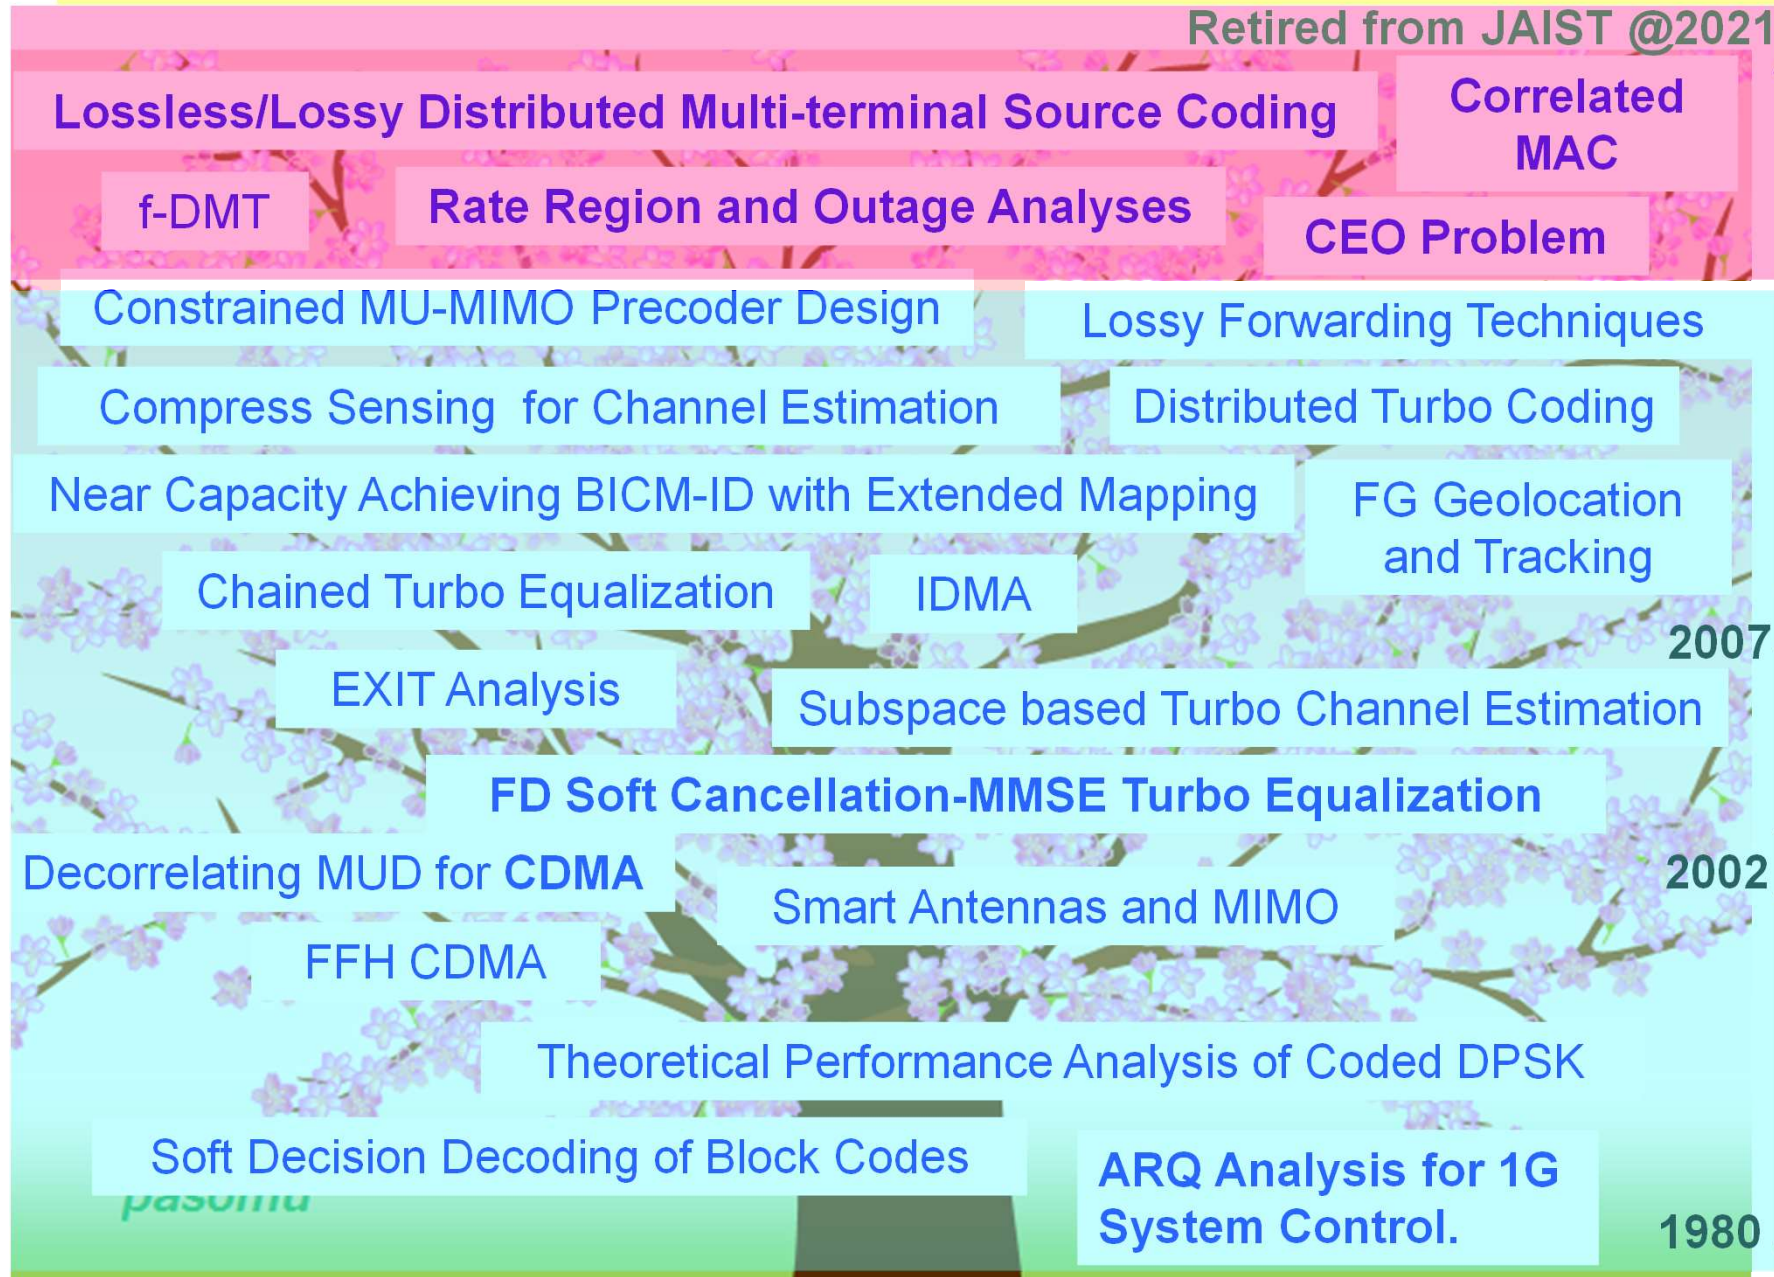 Retired from JAIST @2021
Lossless/Lossy Distributed Multi-terminal Source Coding
Correlated
MAC
f-DMT
Rate Region and Outage Analyses
CEO Problem
Constrained MU-MIMO Precoder Design
Lossy Forwarding Techniques
Compress Sensing for Channel Estimation
Distributed Turbo Coding
Near Capacity Achieving BICM-ID with Extended Mapping
FG Geolocation
and Tracking
Chained Turbo Equalization
IDMA
2007
EXIT Analysis
Subspace based Turbo Channel Estimation
FD Soft Cancellation-MMSE Turbo Equalization
Decorrelating MUD for CDMA
2002
Smart Antennas and MIMO
FFH CDMA
Theoretical Performance Analysis of Coded DPSK
Soft Decision Decoding of Block Codes
pasomu
ARQ Analysis for 1G
System Control.
1980